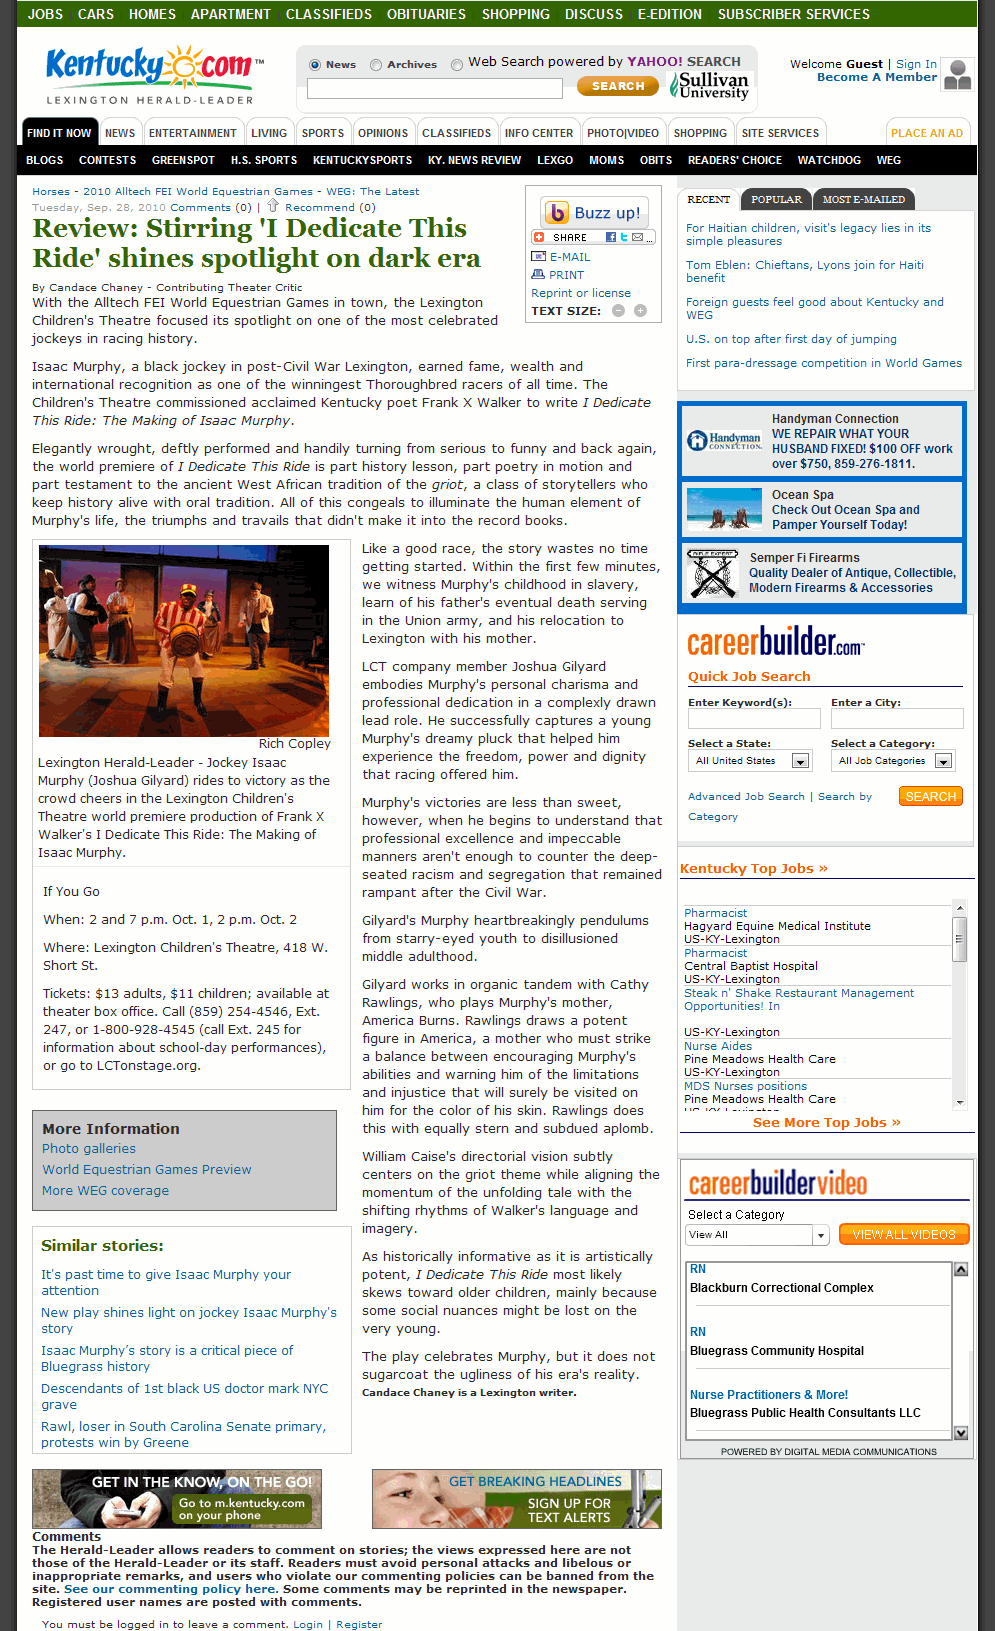 JOBS CARS HOMES APARTMENT CLASSIFIEDS OBITUARIES SHOPPING DISCUSS E-EDITION SUBSCRIBER SERVICES
Kentucky.com™
LEXINGTON HERALD-LEADER
News Archives Web Search powered by YAHOO! SEARCH
SEARCH
Sullivan
University
Welcome Guest | Sign In
Become A Member
FIND IT NOW NEWS ENTERTAINMENT LIVING SPORTS OPINIONS CLASSIFIEDS INFO CENTER PHOTO|VIDEO SHOPPING SITE SERVICES PLACE AN AD
BLOGS CONTESTS GREENSPOT H.S. SPORTS KENTUCKYSPORTS KY. NEWS REVIEW LEXGO MOMS OBITS READERS' CHOICE WATCHDOG WEG
Horses - 2010 Alltech FEI World Equestrian Games - WEG: The Latest
Tuesday, Sep. 28, 2010 Comments (0) | Recommend (0)
Review: Stirring 'I Dedicate This
Ride' shines spotlight on dark era
By Candace Chaney - Contributing Theater Critic
Buzz up!
SHARE ...
E-MAIL
PRINT
Reprint or license
TEXT SIZE:
With the Alltech FEI World Equestrian Games in town, the Lexington
Children's Theatre focused its spotlight on one of the most celebrated
jockeys in racing history.
Isaac Murphy, a black jockey in post-Civil War Lexington, earned fame, wealth and
international recognition as one of the winningest Thoroughbred racers of all time. The
Children's Theatre commissioned acclaimed Kentucky poet Frank X Walker to write I Dedicate
This Ride: The Making of Isaac Murphy.
Elegantly wrought, deftly performed and handily turning from serious to funny and back again,
the world premiere of I Dedicate This Ride is part history lesson, part poetry in motion and
part testament to the ancient West African tradition of the griot, a class of storytellers who
keep history alive with oral tradition. All of this congeals to illuminate the human element of
Murphy's life, the triumphs and travails that didn't make it into the record books.
Rich Copley
Lexington Herald-Leader - Jockey Isaac
Murphy (Joshua Gilyard) rides to victory as the
crowd cheers in the Lexington Children's
Theatre world premiere production of Frank X
Walker's I Dedicate This Ride: The Making of
Isaac Murphy.
If You Go
When: 2 and 7 p.m. Oct. 1, 2 p.m. Oct. 2
Where: Lexington Children's Theatre, 418 W.
Short St.
Tickets: $13 adults, $11 children; available at
theater box office. Call (859) 254-4546, Ext.
247, or 1-800-928-4545 (call Ext. 245 for
information about school-day performances),
or go to LCTonstage.org.
More Information
Photo galleries
World Equestrian Games Preview
More WEG coverage
Similar stories:
It's past time to give Isaac Murphy your
attention
New play shines light on jockey Isaac Murphy's
story
Isaac Murphy's story is a critical piece of
Bluegrass history
Descendants of 1st black US doctor mark NYC
grave
Rawl, loser in South Carolina Senate primary,
protests win by Greene
Like a good race, the story wastes no time
getting started. Within the first few minutes,
we witness Murphy's childhood in slavery,
learn of his father's eventual death serving
in the Union army, and his relocation to
Lexington with his mother.
LCT company member Joshua Gilyard
embodies Murphy's personal charisma and
professional dedication in a complexly drawn
lead role. He successfully captures a young
Murphy's dreamy pluck that helped him
experience the freedom, power and dignity
that racing offered him.
Murphy's victories are less than sweet,
however, when he begins to understand that
professional excellence and impeccable
manners aren't enough to counter the deep-
seated racism and segregation that remained
rampant after the Civil War.
Gilyard's Murphy heartbreakingly pendulums
from starry-eyed youth to disillusioned
middle adulthood.
Gilyard works in organic tandem with Cathy
Rawlings, who plays Murphy's mother,
America Burns. Rawlings draws a potent
figure in America, a mother who must strike
a balance between encouraging Murphy's
abilities and warning him of the limitations
and injustice that will surely be visited on
him for the color of his skin. Rawlings does
this with equally stern and subdued aplomb.
William Caise's directorial vision subtly
centers on the griot theme while aligning the
momentum of the unfolding tale with the
shifting rhythms of Walker's language and
imagery.
As historically informative as it is artistically
potent, I Dedicate This Ride most likely
skews toward older children, mainly because
some social nuances might be lost on the
very young.
The play celebrates Murphy, but it does not
sugarcoat the ugliness of his era's reality.
Candace Chaney is a Lexington writer.
GET IN THE KNOW, ON THE GO!
Go to m.kentucky.com
on your phone
GET BREAKING HEADLINES
SIGN UP FOR
TEXT ALERTS
Comments
The Herald-Leader allows readers to comment on stories; the views expressed here are not
those of the Herald-Leader or its staff. Readers must avoid personal attacks and libelous or
inappropriate remarks, and users who violate our commenting policies can be banned from the
site. See our commenting policy here. Some comments may be reprinted in the newspaper.
Registered user names are posted with comments.
You must be logged in to leave a comment. Login | Register
RECENT POPULAR MOST E-MAILED
For Haitian children, visit's legacy lies in its
simple pleasures
Tom Eblen: Chieftans, Lyons join for Haiti
benefit
Foreign guests feel good about Kentucky and
WEG
U.S. on top after first day of jumping
First para-dressage competition in World Games
Handyman
CONNECTION
Handyman Connection
WE REPAIR WHAT YOUR
HUSBAND FIXED! $100 OFF work
over $750, 859-276-1811.
Ocean Spa
Check Out Ocean Spa and
Pamper Yourself Today!
RIFLE EXPERT
Semper Fi Firearms
Quality Dealer of Antique, Collectible,
Modern Firearms & Accessories
careerbuilder.com™
Quick Job Search
Enter Keyword(s): Enter a City:
Select a State: Select a Category:
All United States All Job Categories
Advanced Job Search | Search by
Category
SEARCH
Kentucky Top Jobs »
Pharmacist
Hagyard Equine Medical Institute
US-KY-Lexington
Pharmacist
Central Baptist Hospital
US-KY-Lexington
Steak n' Shake Restaurant Management
Opportunities! In
US-KY-Lexington
Nurse Aides
Pine Meadows Health Care
US-KY-Lexington
MDS Nurses positions
Pine Meadows Health Care
US-KY-Lexington
See More Top Jobs »
careerbuildervideo
Select a Category
View All
VIEW ALL VIDEOS
RN
Blackburn Correctional Complex
RN
Bluegrass Community Hospital
Nurse Practitioners & More!
Bluegrass Public Health Consultants LLC
POWERED BY DIGITAL MEDIA COMMUNICATIONS